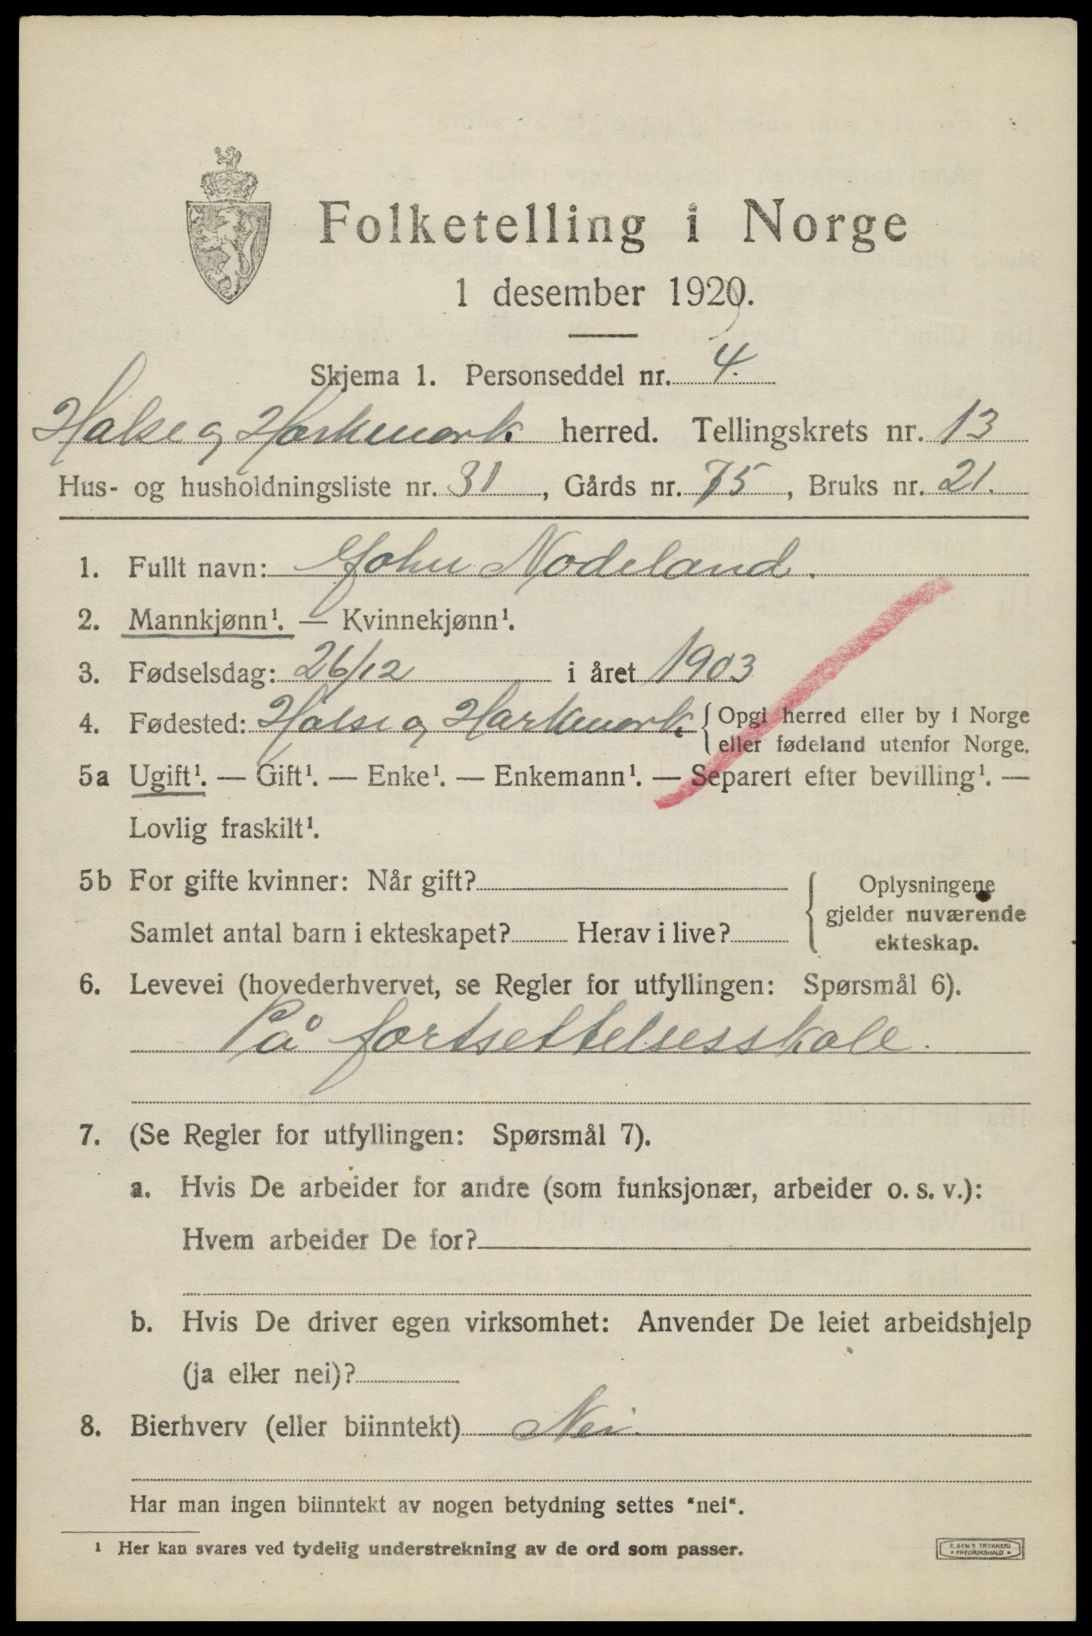 Folketelling i Norge
1 desember 1920.
Skjema 1. Personseddel nr. 4.
Halse og Harkmark herred. Tellingskrets nr. 13
Hus- og husholdningsliste nr. 31, Gårds nr. 75, Bruks nr. 21.
1. Fullt navn: John Nodeland.
2. Mannkjønn¹. — Kvinnekjønn¹.
3. Fødselsdag: 26/12 i året 1903
4. Fødested: Halse og Harkmark. {Opgi herred eller by i Norge
eller fødeland utenfor Norge.
5a Ugift¹. — Gift¹. — Enke¹. — Enkemann¹. — Separert efter bevilling¹. —
Lovlig fraskilt¹.
5b For gifte kvinner: Når gift? { Oplysningene
gjelder nuværende
Samlet antal barn i ekteskapet? Herav i live? ekteskap.
6. Levevei (hovederhvervet, se Regler for utfyllingen: Spørsmål 6).
På fortsettelsesskole.
7. (Se Regler for utfyllingen: Spørsmål 7).
a. Hvis De arbeider for andre (som funksjonær, arbeider o. s. v.):
Hvem arbeider De for?
b. Hvis De driver egen virksomhet: Anvender De leiet arbeidshjelp
(ja eller nei)?
8. Bierhverv (eller biinntekt) Nei.
Har man ingen biinntekt av nogen betydning settes "nei".
¹ Her kan svares ved tydelig understrekning av de ord som passer.
TRYKKERI
• FREDRIKSHALD •